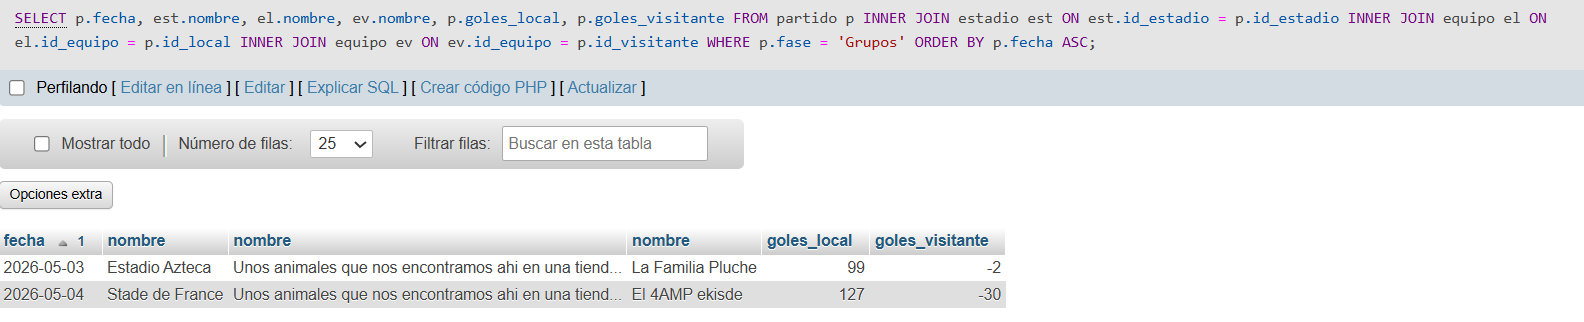 SELECT p.fecha, est.nombre, el.nombre, ev.nombre, p.goles_local, p.goles_visitante FROM partido p INNER JOIN estadio est ON est.id_estadio = p.id_estadio INNER JOIN equipo el ON
el.id_equipo = p.id_local INNER JOIN equipo ev ON ev.id_equipo = p.id_visitante WHERE p.fase = 'Grupos' ORDER BY p.fecha ASC;
Perfilando [ Editar en línea ] [ Editar ] [ Explicar SQL ] [ Crear código PHP ] [ Actualizar ]
Mostrar todo | Número de filas: 25 Filtrar filas: Buscar en esta tabla
Opciones extra
fecha 1 nombre nombre nombre goles_local goles_visitante
2026-05-03 Estadio Azteca Unos animales que nos encontramos ahi en una tiend... La Familia Pluche 99 -2
2026-05-04 Stade de France Unos animales que nos encontramos ahi en una tiend... El 4AMP ekisde 127 -30